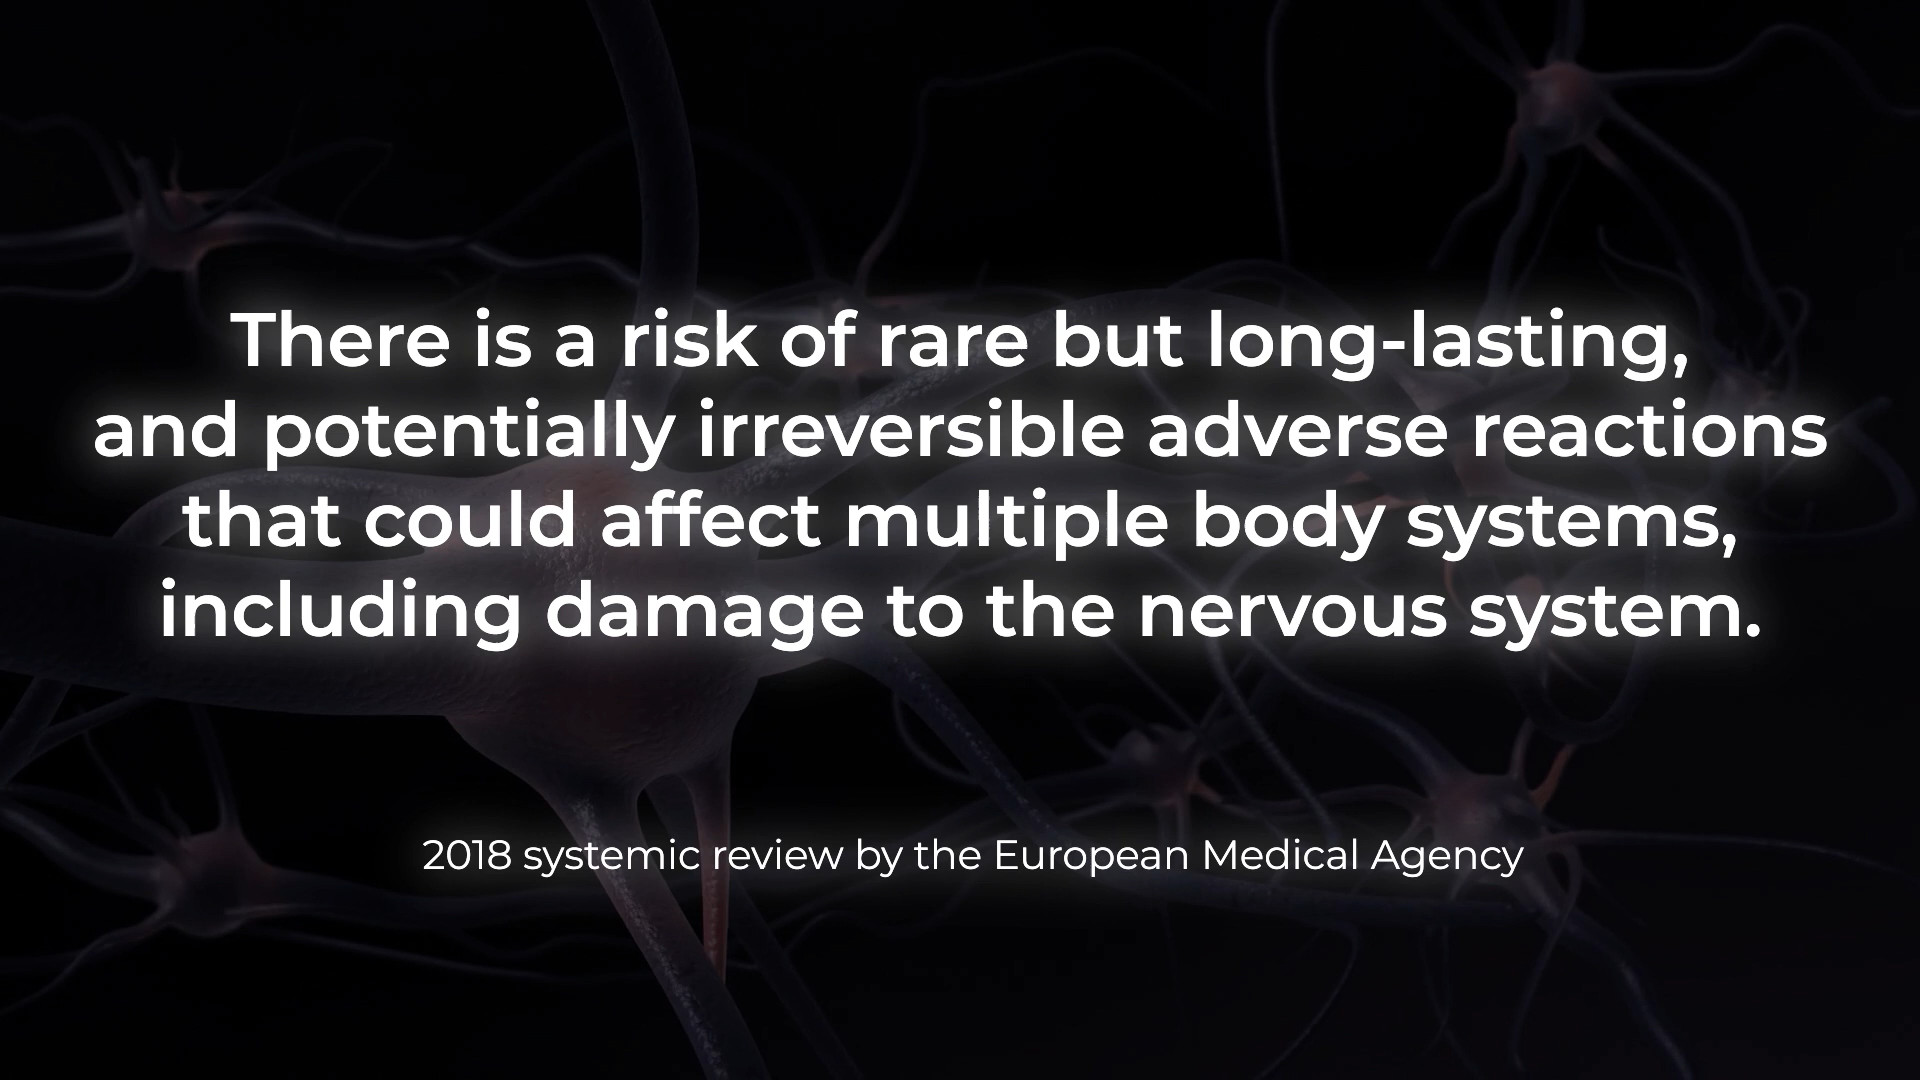 There is a risk of rare but long-lasting,
and potentially irreversible adverse reactions
that could affect multiple body systems,
including damage to the nervous system.
2018 systemic review by the European Medical Agency